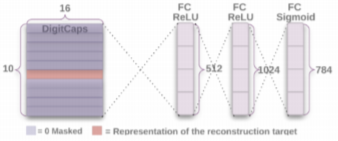 16
FC
ReLU
FC
ReLU
FC
Sigmoid
DigitCaps
10
512
1024
784
= 0 Masked
= Representation of the reconstruction target